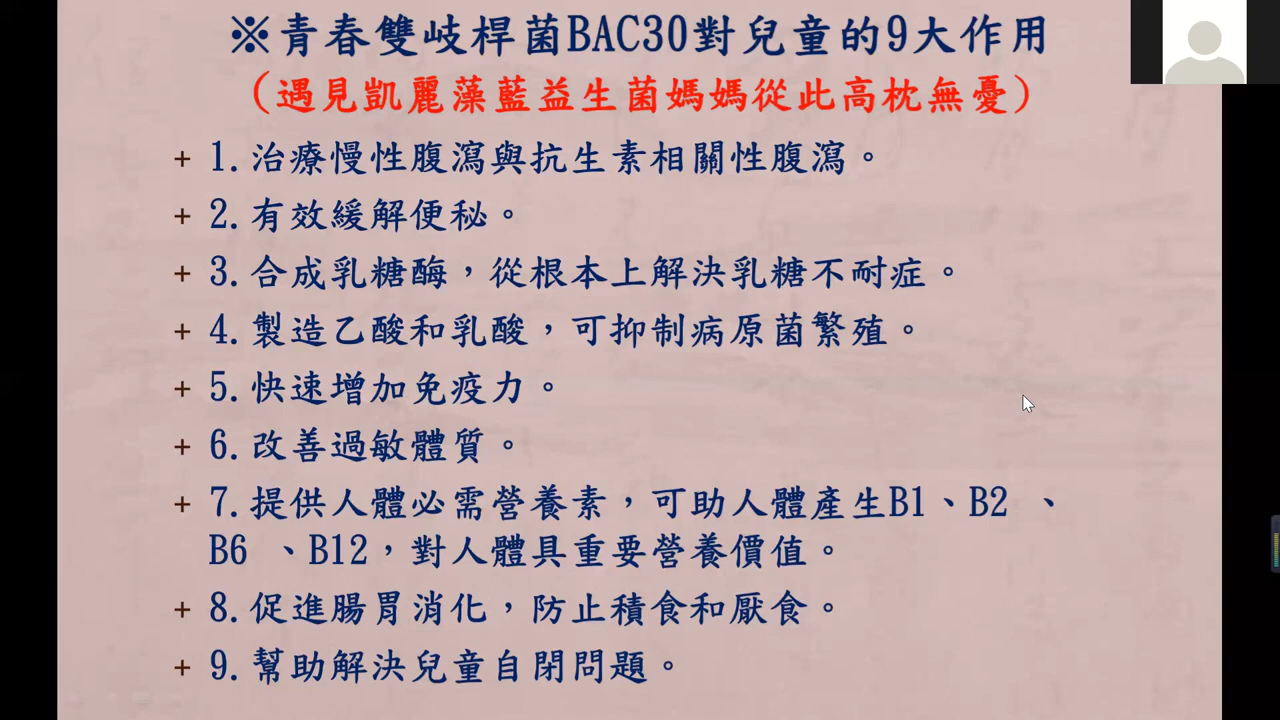 ※青春雙岐桿菌BAC30對兒童的9大作用
(遇見凱麗藻藍益生菌媽媽從此高枕無憂)
+ 1.治療慢性腹瀉與抗生素相關性腹瀉。
+ 2.有效緩解便秘。
+ 3.合成乳糖酶，從根本上解決乳糖不耐症。
+ 4.製造乙酸和乳酸，可抑制病原菌繁殖。
+ 5.快速增加免疫力。
+ 6.改善過敏體質。
+ 7.提供人體必需營養素，可助人體產生B1、B2 、
B6 、B12，對人體具重要營養價值。
+ 8.促進腸胃消化，防止積食和厭食。
+ 9.幫助解決兒童自閉問題。